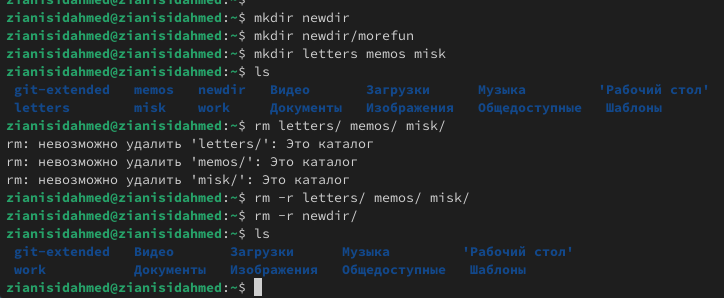 zianisidahmed@zianisidahmed:~$ mkdir newdir
zianisidahmed@zianisidahmed:~$ mkdir newdir/morefun
zianisidahmed@zianisidahmed:~$ mkdir letters memos misk
zianisidahmed@zianisidahmed:~$ ls
git-extended memos newdir Видео Загрузки Музыка 'Рабочий стол'
letters misk work Документы Изображения Общедоступные Шаблоны
zianisidahmed@zianisidahmed:~$ rm letters/ memos/ misk/
rm: невозможно удалить 'letters/': Это каталог
rm: невозможно удалить 'memos/': Это каталог
rm: невозможно удалить 'misk/': Это каталог
zianisidahmed@zianisidahmed:~$ rm -r letters/ memos/ misk/
zianisidahmed@zianisidahmed:~$ rm -r newdir/
zianisidahmed@zianisidahmed:~$ ls
git-extended Видео Загрузки Музыка 'Рабочий стол'
work Документы Изображения Общедоступные Шаблоны
zianisidahmed@zianisidahmed:~$